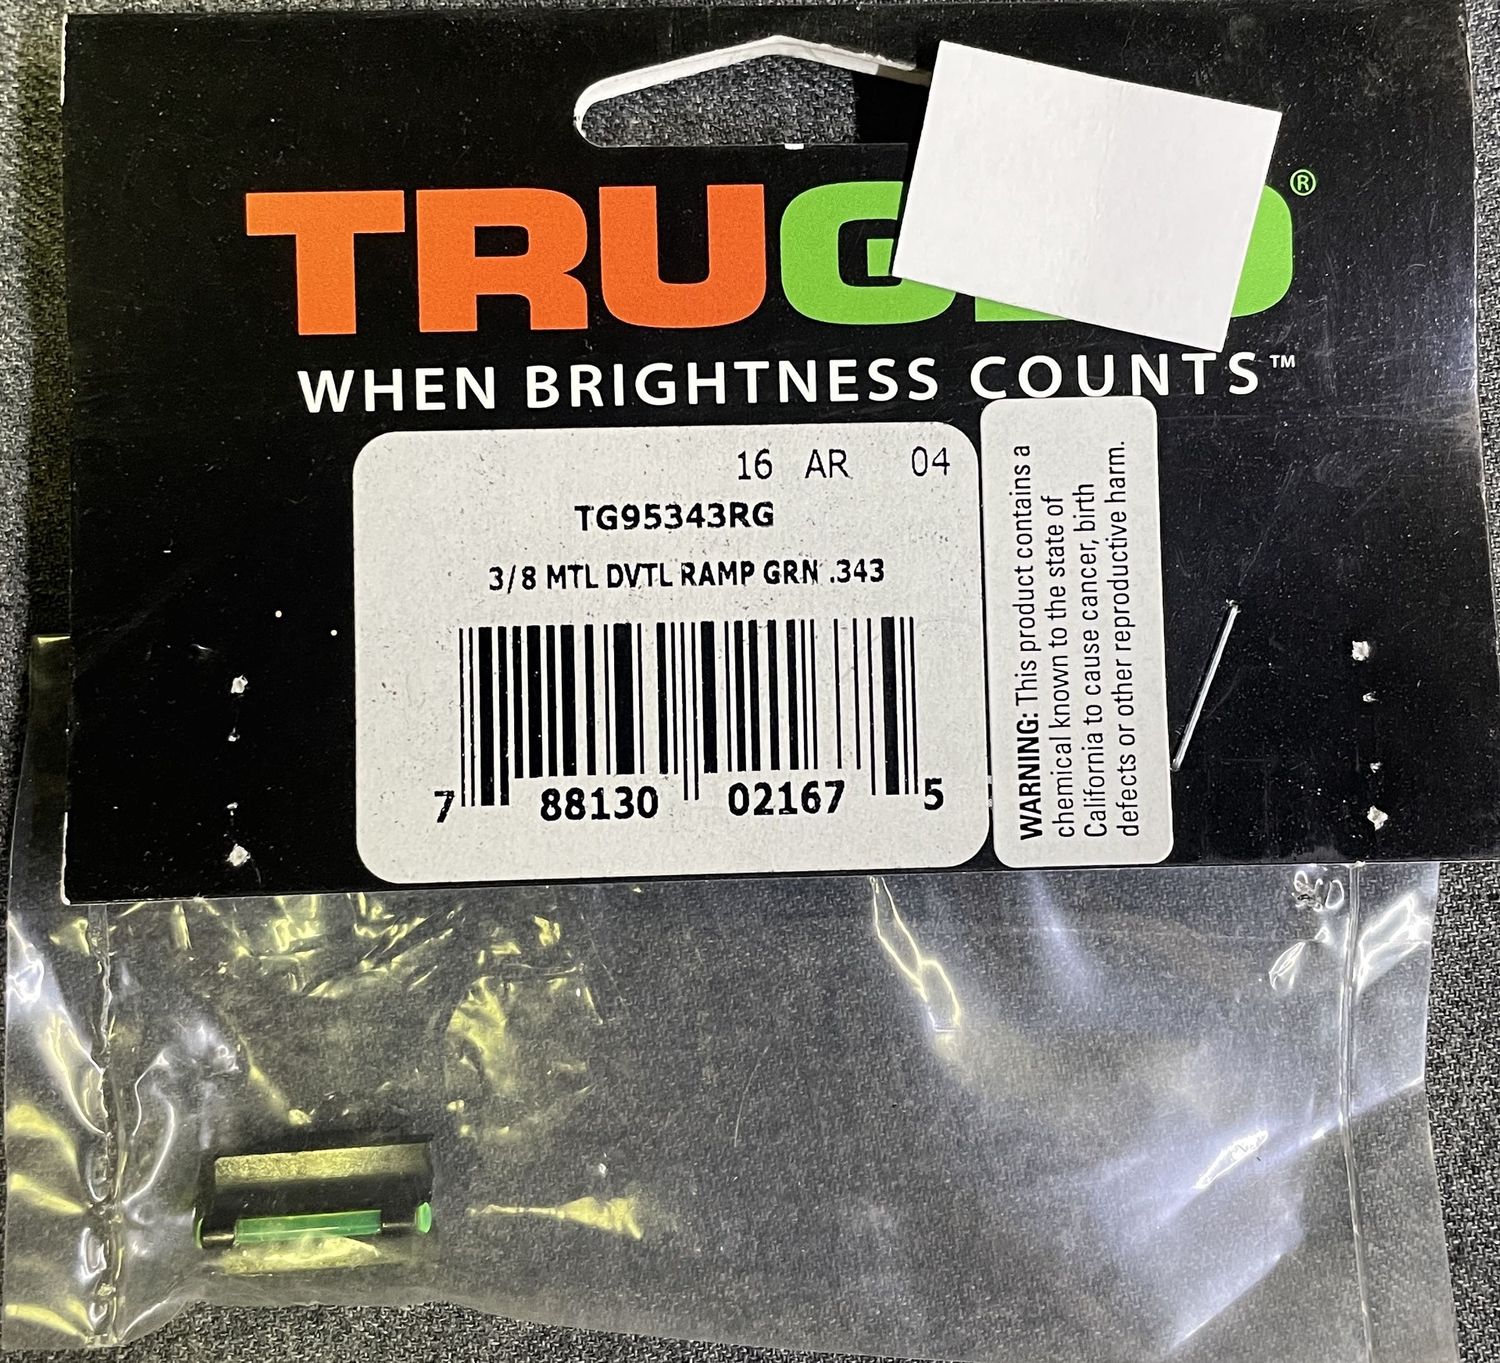 TRUGLO®
WHEN BRIGHTNESS COUNTS™
16 AR 04
TG95343RG
3/8 MTL DVTL RAMP GRN .343
7 88130 02167 5
WARNING: This product contains a
chemical known to the state of
California to cause cancer, birth
defects or other reproductive harm.